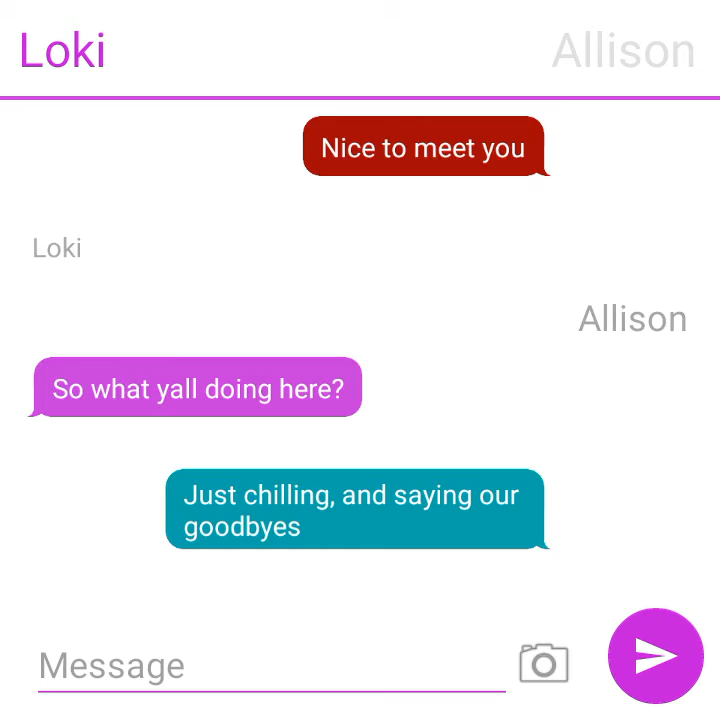 Loki
Allison
Nice to meet you
Loki
Allison
So what yall doing here?
Just chilling, and saying our
goodbyes
Message